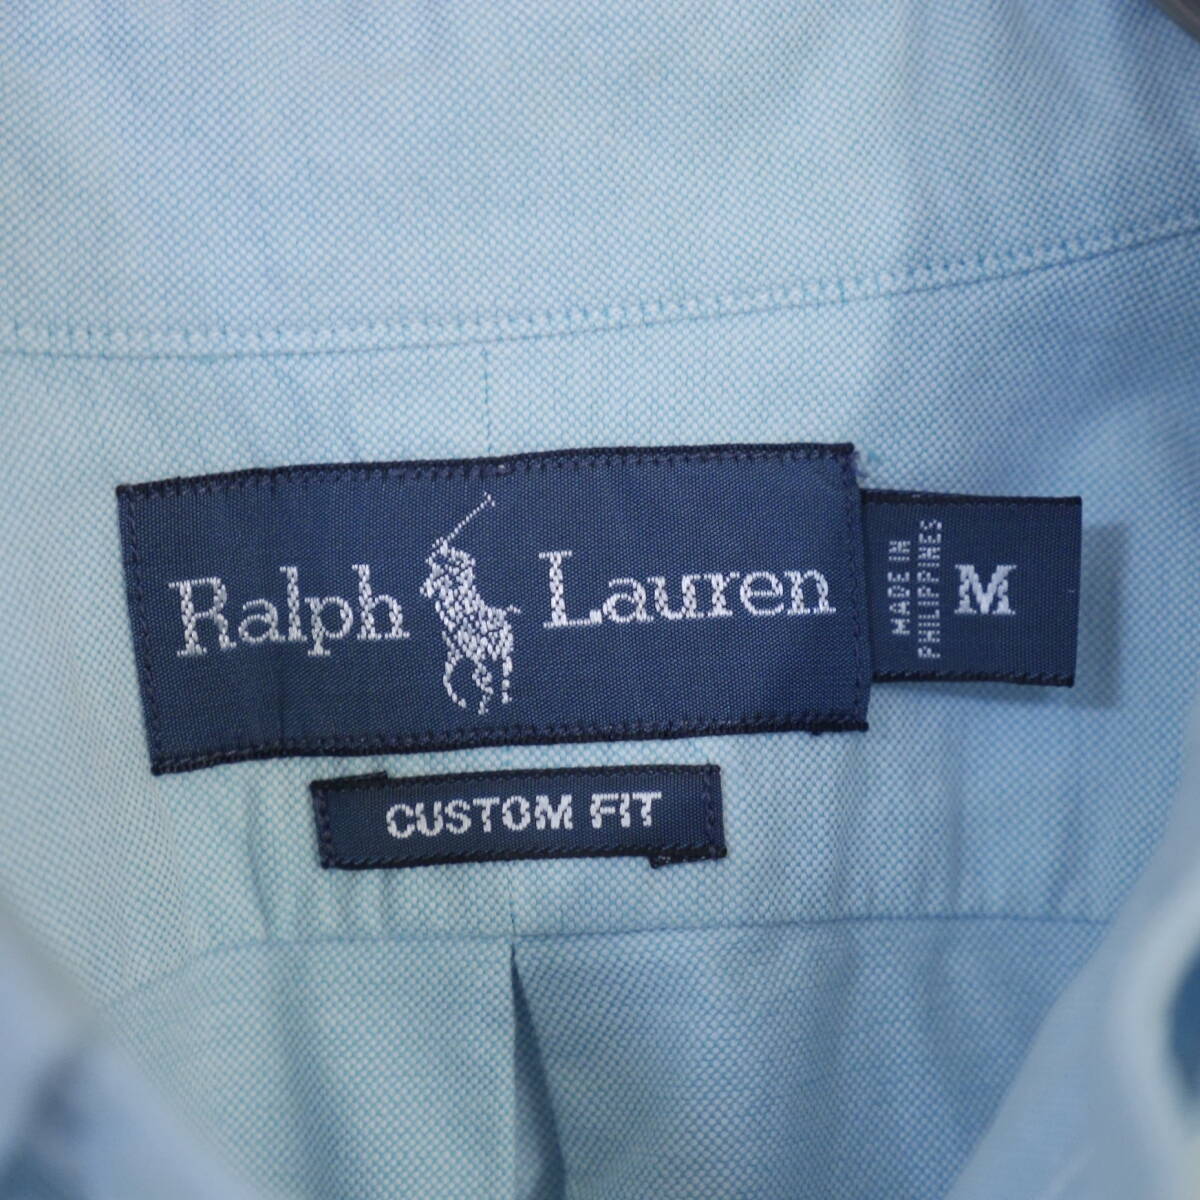 Ralph Lauren
MADE IN
PHILIPPINES
M
CUSTOM FIT